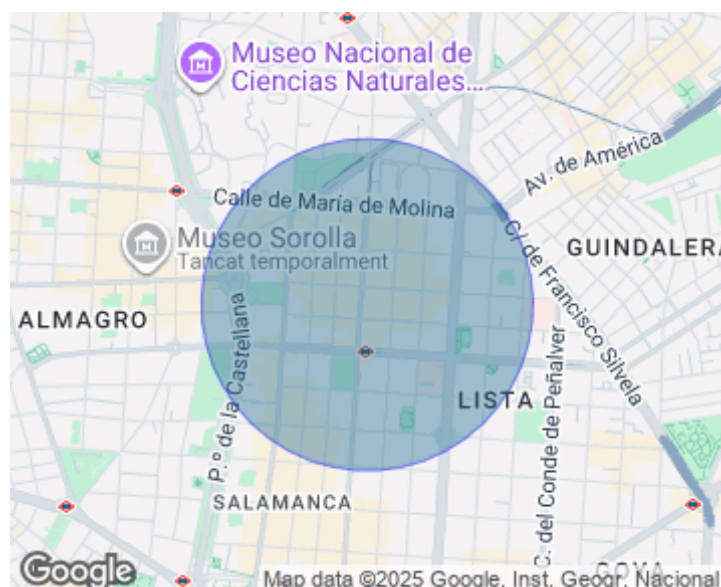 Museo Nacional de
Ciencias Naturales...
Av. de América
Calle de María de Molina
C/ de Francisco Silvela
Museo Sorolla
Tancat temporalment
GUINDALERA
ALMAGRO
P.º de la Castellana
C. del Conde de Peñalver
LISTA
SALAMANCA
GOYA
Google
Map data ©2025 Google, Inst. Geogr. Nacional